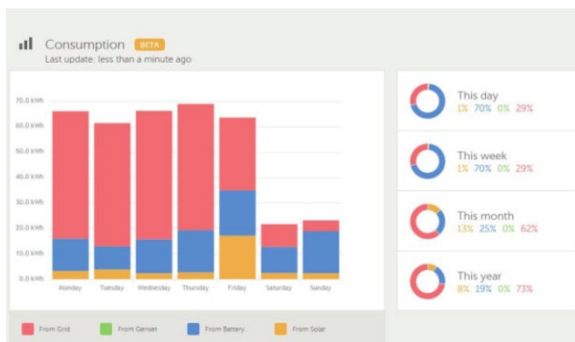 Consumption BETA
Last update: less than a minute ago
70.0 kWh
60.0 kWh
50.0 kWh
40.0 kWh
30.0 kWh
20.0 kWh
10.0 kWh
0.0 kWh
Monday Tuesday Wednesday Thursday Friday Saturday Sunday
From Grid From Genset From Battery From Solar
This day
1% 70% 0% 29%
This week
1% 70% 0% 29%
This month
13% 25% 0% 62%
This year
8% 19% 0% 73%